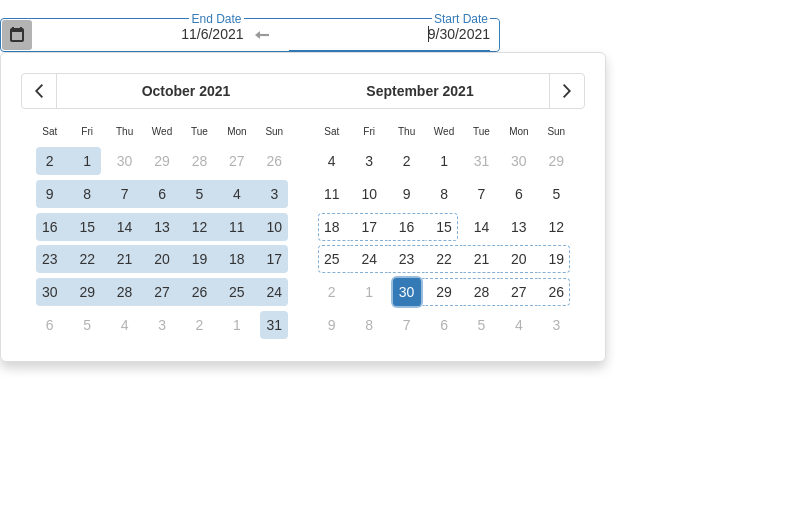 End Date Start Date
11/6/2021 9/30/2021
October 2021 September 2021
Sat Fri Thu Wed Tue Mon Sun Sat Fri Thu Wed Tue Mon Sun
2 1 30 29 28 27 26 4 3 2 1 31 30 29
9 8 7 6 5 4 3 11 10 9 8 7 6 5
16 15 14 13 12 11 10 18 17 16 15 14 13 12
23 22 21 20 19 18 17 25 24 23 22 21 20 19
30 29 28 27 26 25 24 2 1 30 29 28 27 26
6 5 4 3 2 1 31 9 8 7 6 5 4 3